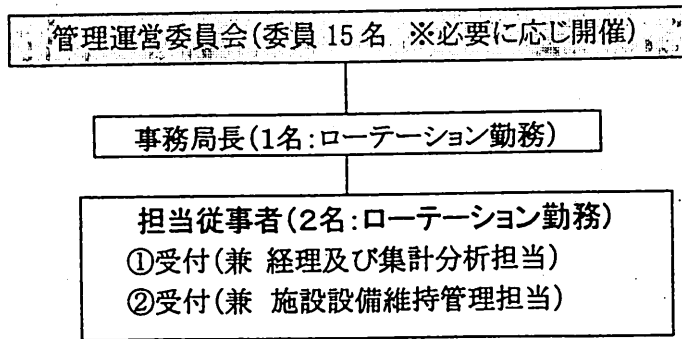 管理運営委員会(委員15名 ※必要に応じ開催)
事務局長(1名:ローテーション勤務)
担当従事者(2名:ローテーション勤務)
①受付(兼 経理及び集計分析担当)
②受付(兼 施設設備維持管理担当)